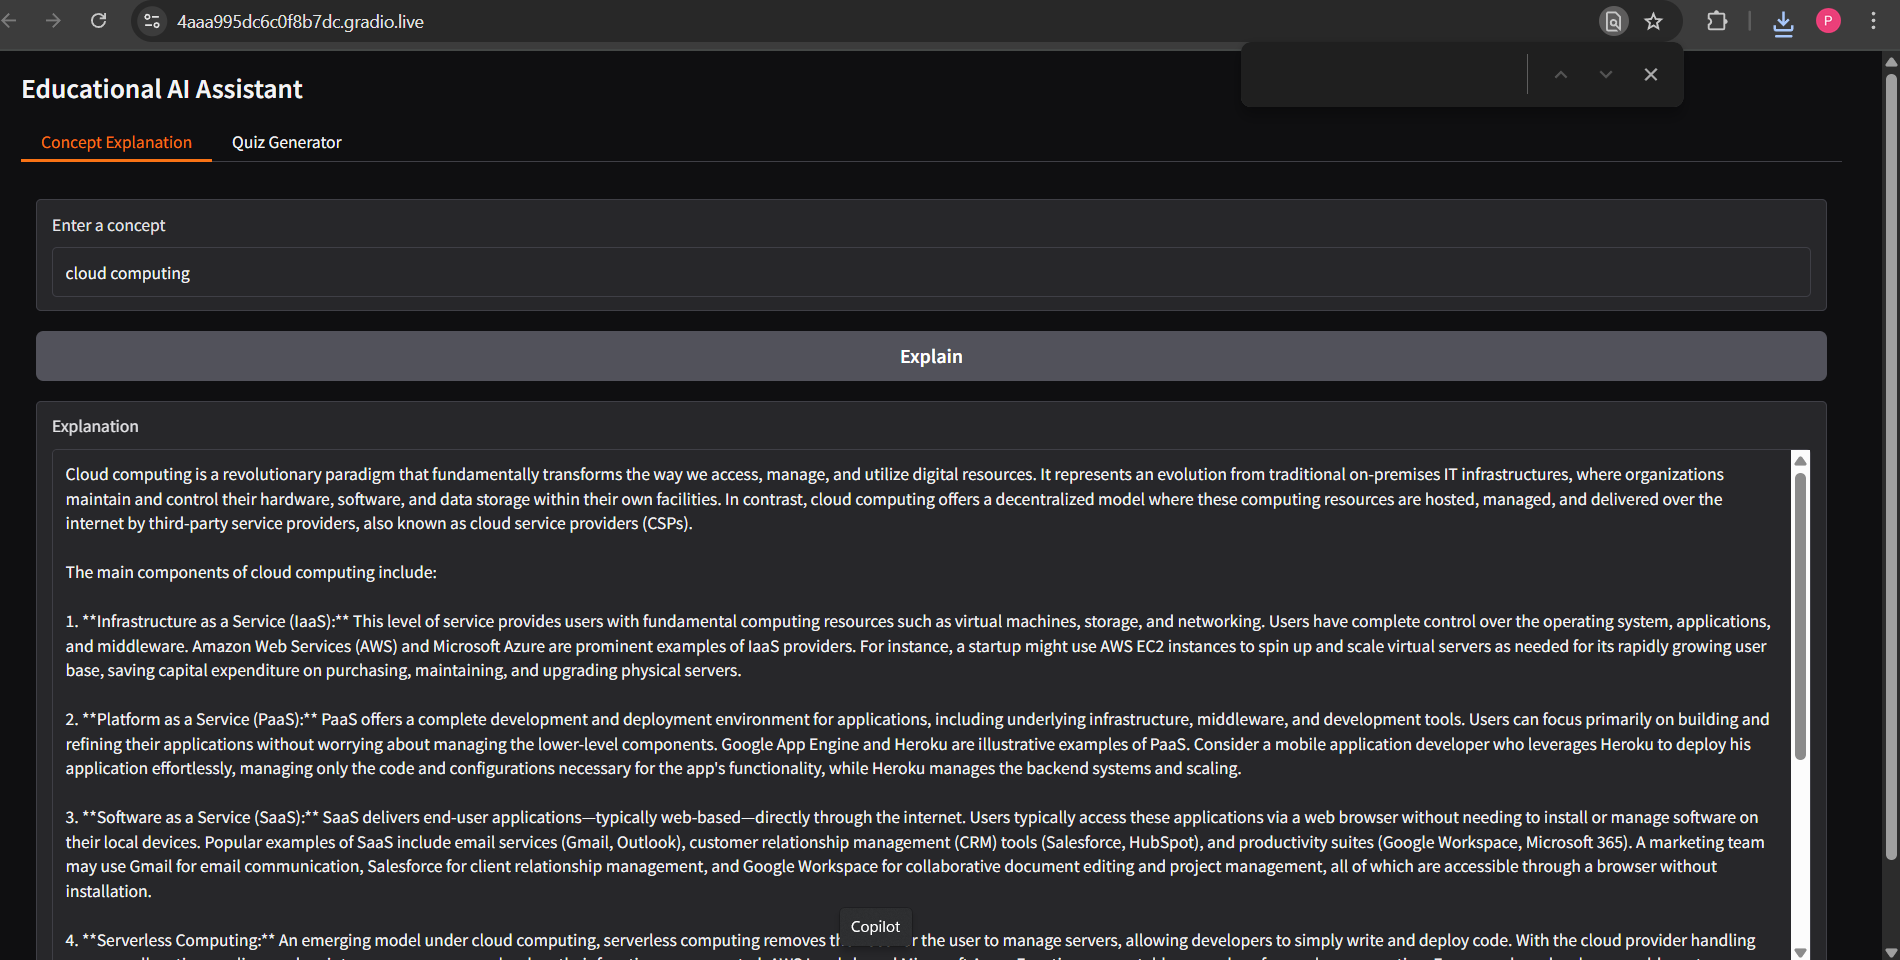 4aaa995dc6c0f8b7dc.gradio.live
P
Educational AI Assistant
Concept Explanation
Quiz Generator
Enter a concept
cloud computing
Explain
Explanation
Cloud computing is a revolutionary paradigm that fundamentally transforms the way we access, manage, and utilize digital resources. It represents an evolution from traditional on-premises IT infrastructures, where organizations
maintain and control their hardware, software, and data storage within their own facilities. In contrast, cloud computing offers a decentralized model where these computing resources are hosted, managed, and delivered over the
internet by third-party service providers, also known as cloud service providers (CSPs).
The main components of cloud computing include:
1. **Infrastructure as a Service (IaaS):** This level of service provides users with fundamental computing resources such as virtual machines, storage, and networking. Users have complete control over the operating system, applications,
and middleware. Amazon Web Services (AWS) and Microsoft Azure are prominent examples of IaaS providers. For instance, a startup might use AWS EC2 instances to spin up and scale virtual servers as needed for its rapidly growing user
base, saving capital expenditure on purchasing, maintaining, and upgrading physical servers.
2. **Platform as a Service (PaaS):** PaaS offers a complete development and deployment environment for applications, including underlying infrastructure, middleware, and development tools. Users can focus primarily on building and
refining their applications without worrying about managing the lower-level components. Google App Engine and Heroku are illustrative examples of PaaS. Consider a mobile application developer who leverages Heroku to deploy his
application effortlessly, managing only the code and configurations necessary for the app's functionality, while Heroku manages the backend systems and scaling.
3. **Software as a Service (SaaS):** SaaS delivers end-user applications—typically web-based—directly through the internet. Users typically access these applications via a web browser without needing to install or manage software on
their local devices. Popular examples of SaaS include email services (Gmail, Outlook), customer relationship management (CRM) tools (Salesforce, HubSpot), and productivity suites (Google Workspace, Microsoft 365). A marketing team
may use Gmail for email communication, Salesforce for client relationship management, and Google Workspace for collaborative document editing and project management, all of which are accessible through a browser without
installation.
Copilot
4. **Serverless Computing:** An emerging model under cloud computing, serverless computing removes the user to manage servers, allowing developers to simply write and deploy code. With the cloud provider handling